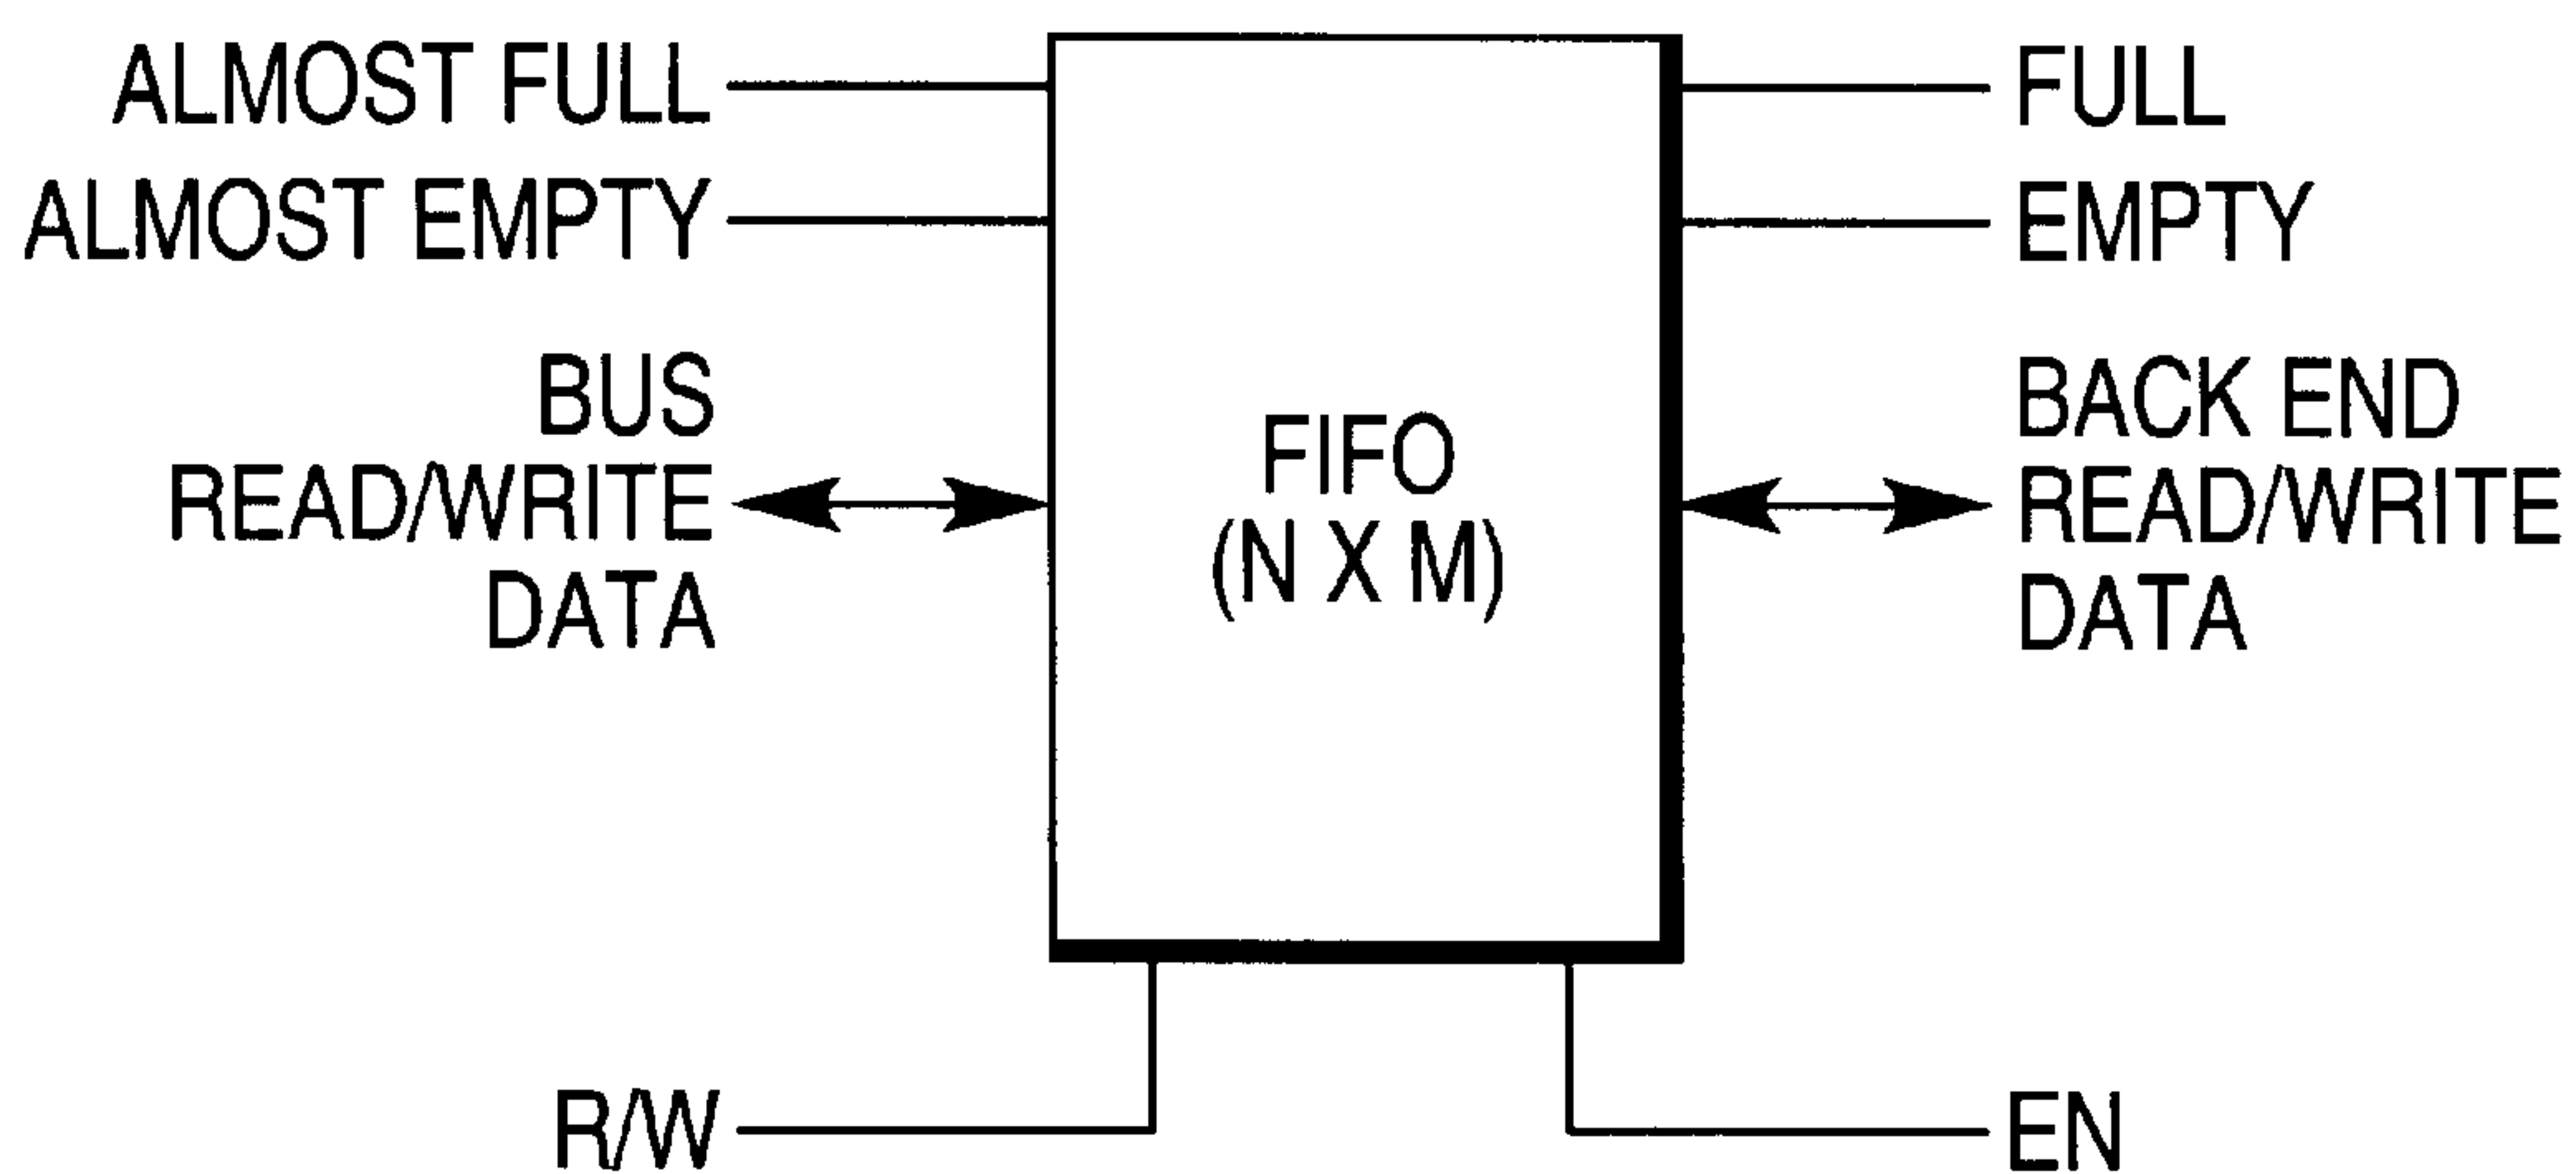 ALMOST FULL
ALMOST EMPTY
BUS
READ/WRITE
DATA
FIFO
(N X M)
FULL
EMPTY
BACK END
READ/WRITE
DATA
R/W
EN